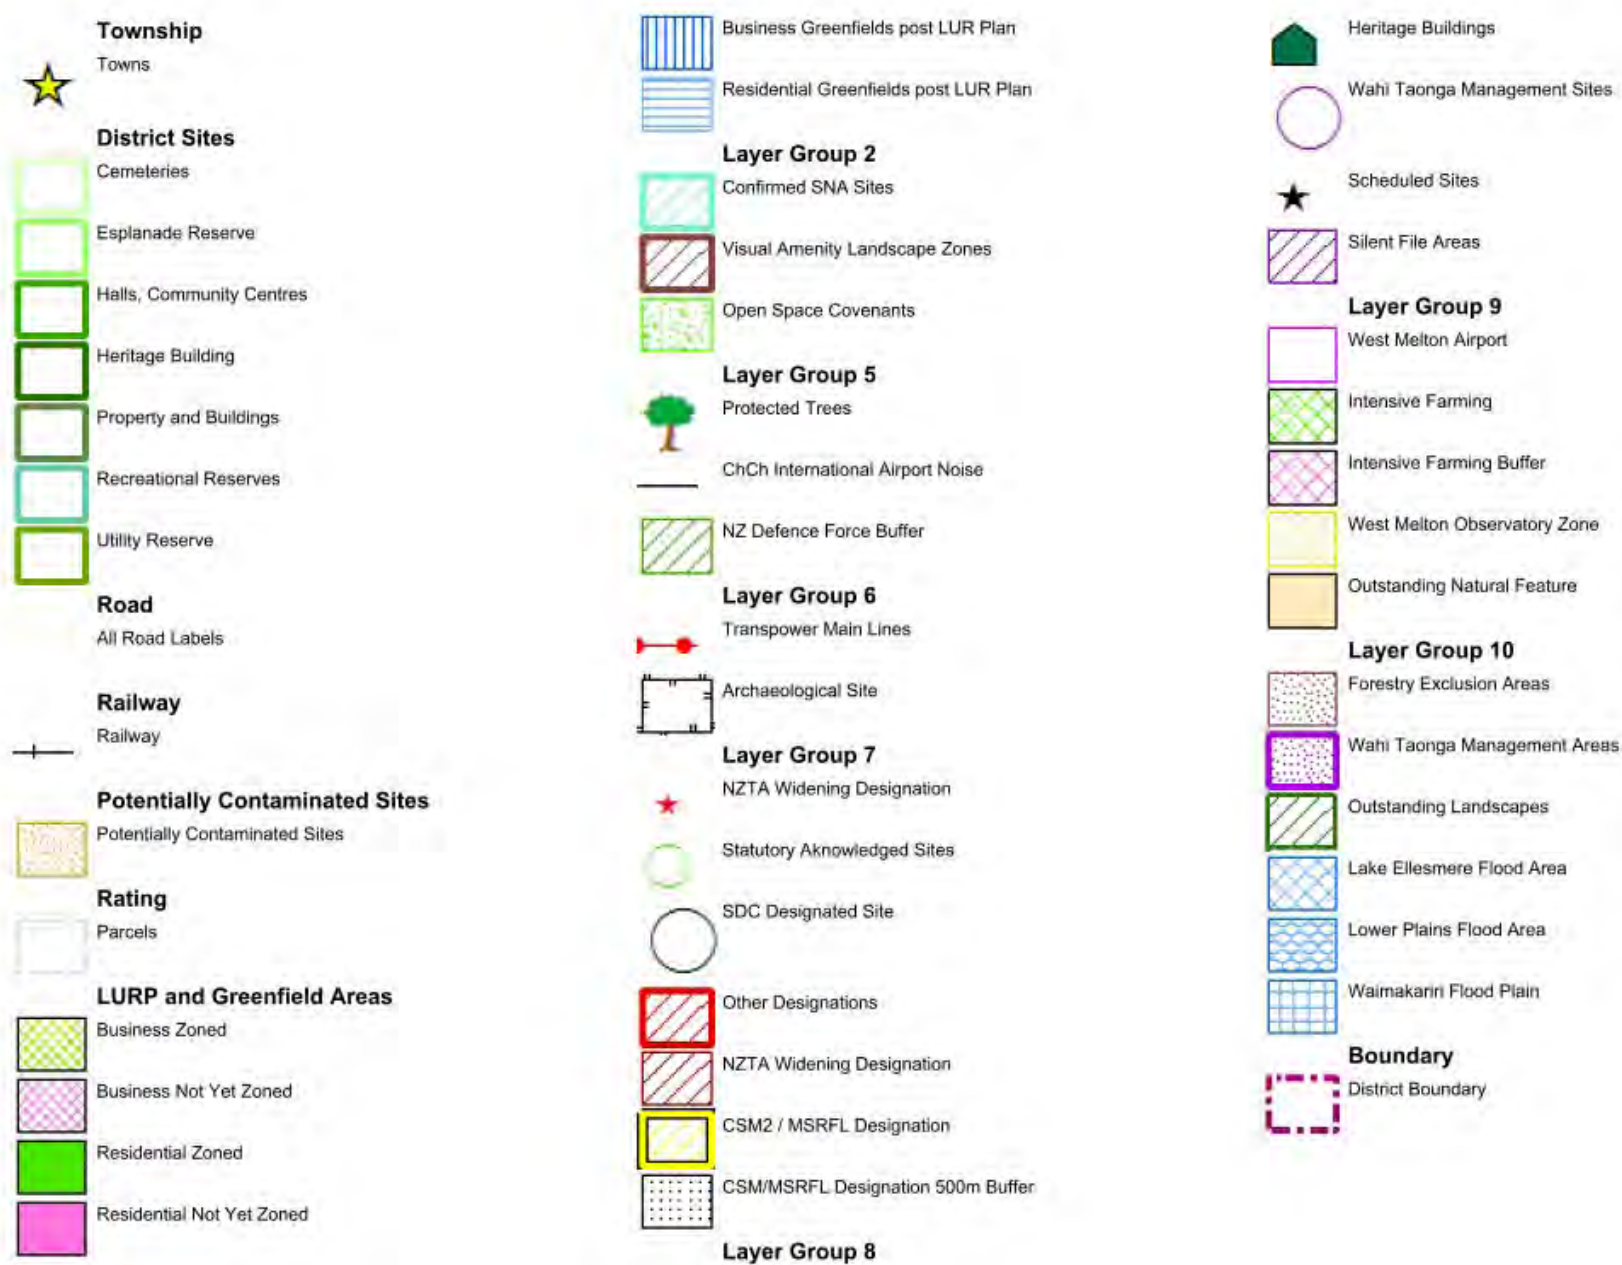 Township
Towns
District Sites
Cemeteries
Esplanade Reserve
Halls, Community Centres
Heritage Building
Property and Buildings
Recreational Reserves
Utility Reserve
Road
All Road Labels
Railway
Railway
Potentially Contaminated Sites
Potentially Contaminated Sites
Rating
Parcels
LURP and Greenfield Areas
Business Zoned
Business Not Yet Zoned
Residential Zoned
Residential Not Yet Zoned
Business Greenfields post LUR Plan
Residential Greenfields post LUR Plan
Layer Group 2
Confirmed SNA Sites
Visual Amenity Landscape Zones
Open Space Covenants
Layer Group 5
Protected Trees
ChCh International Airport Noise
NZ Defence Force Buffer
Layer Group 6
Transpower Main Lines
Archaeological Site
Layer Group 7
NZTA Widening Designation
Statutory Aknowledged Sites
SDC Designated Site
Other Designations
NZTA Widening Designation
CSM2 / MSRFL Designation
CSM/MSRFL Designation 500m Buffer
Layer Group 8
Heritage Buildings
Wahi Taonga Management Sites
Scheduled Sites
Silent File Areas
Layer Group 9
West Melton Airport
Intensive Farming
Intensive Farming Buffer
West Melton Observatory Zone
Outstanding Natural Feature
Layer Group 10
Forestry Exclusion Areas
Wahi Taonga Management Areas
Outstanding Landscapes
Lake Ellesmere Flood Area
Lower Plains Flood Area
Waimakariri Flood Plain
Boundary
District Boundary